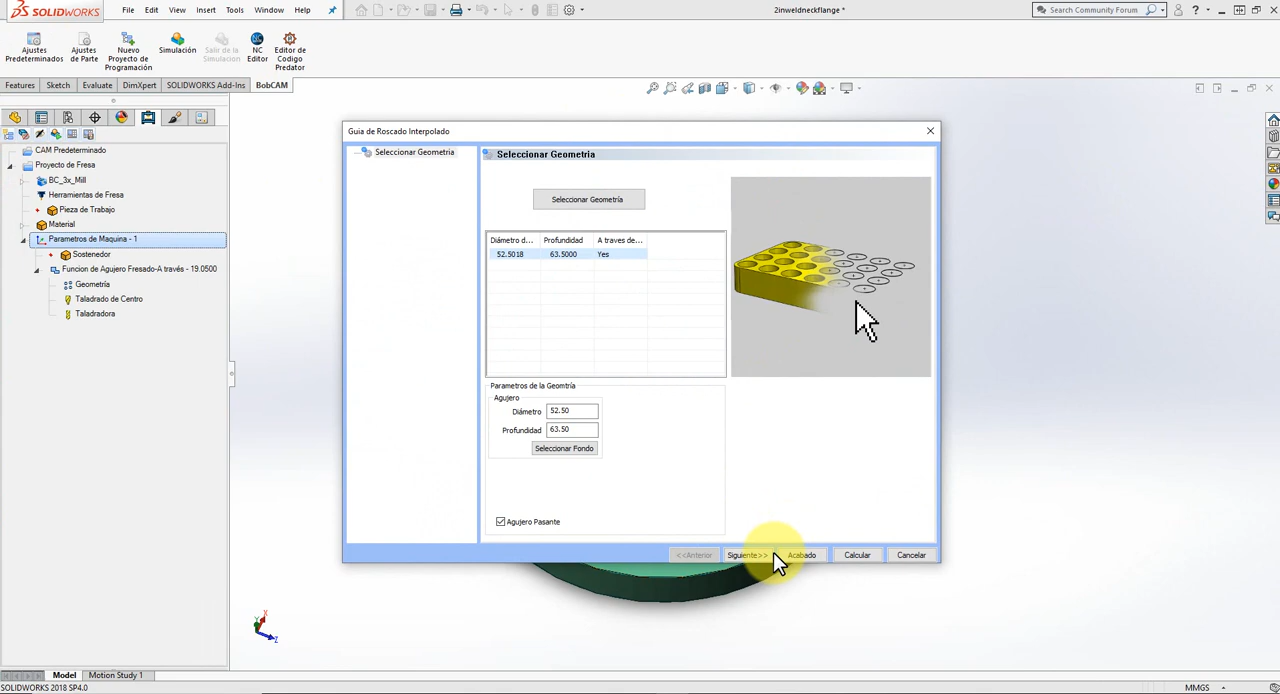 SOLIDWORKS File Edit View Insert Tools Window Help 2inweldneckflange * Search Community Forum
Ajustes Predeterminados
Ajustes de Parte
Nuevo Proyecto de Programación
Simulación
Salir de la Simulacion
NC Editor
Editor de Codigo Predator
Features Sketch Evaluate DimXpert SOLIDWORKS Add-Ins BobCAM
CAM Predeterminado
Proyecto de Fresa
BC_3x_Mill
Herramientas de Fresa
Pieza de Trabajo
Material
Parametros de Maquina - 1
Sostenedor
Funcion de Agujero Fresado-A través - 19.0500
Geometría
Taladrado de Centro
Taladradora
Guia de Roscado Interpolado
Seleccionar Geometria
Seleccionar Geometria
Seleccionar Geometría
Diámetro d... Profundidad A traves de...
52.5018 63.5000 Yes
Parametros de la Geomtría
Agujero
Diámetro 52.50
Profundidad 63.50
Seleccionar Fondo
Agujero Pasante
<<Anterior Siguiente>> Acabado Calcular Cancelar
X
Y
Z
Model Motion Study 1
SOLIDWORKS 2018 SP4.0 MMGS